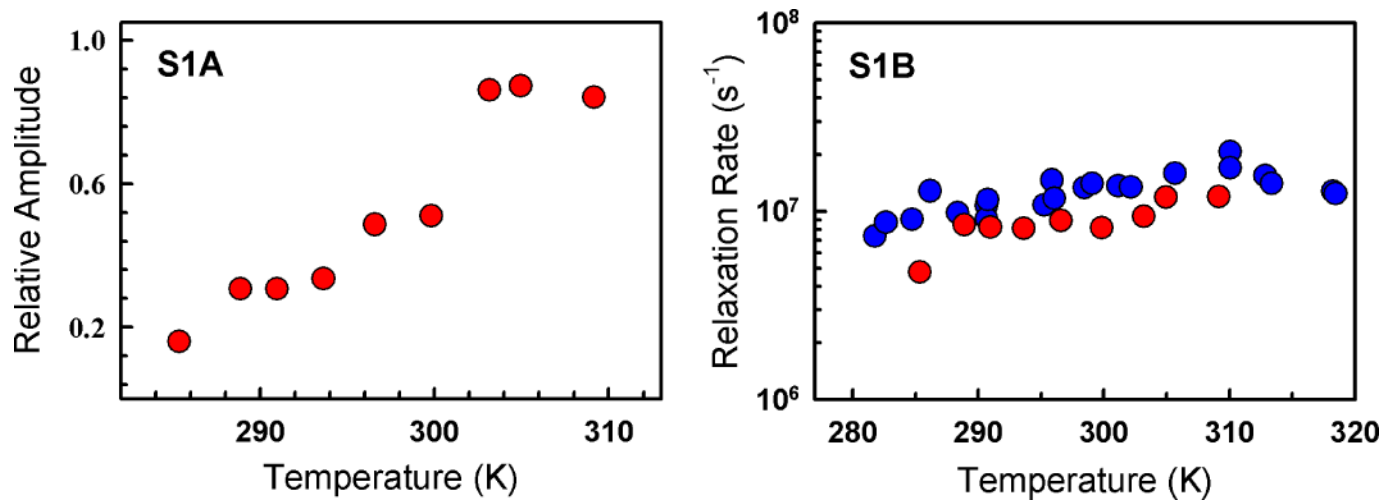 S1A
1.0
0.6
0.2
Relative Amplitude
290 300 310
Temperature (K)
S1B
10⁸
10⁷
10⁶
Relaxation Rate (s⁻¹)
280 290 300 310 320
Temperature (K)